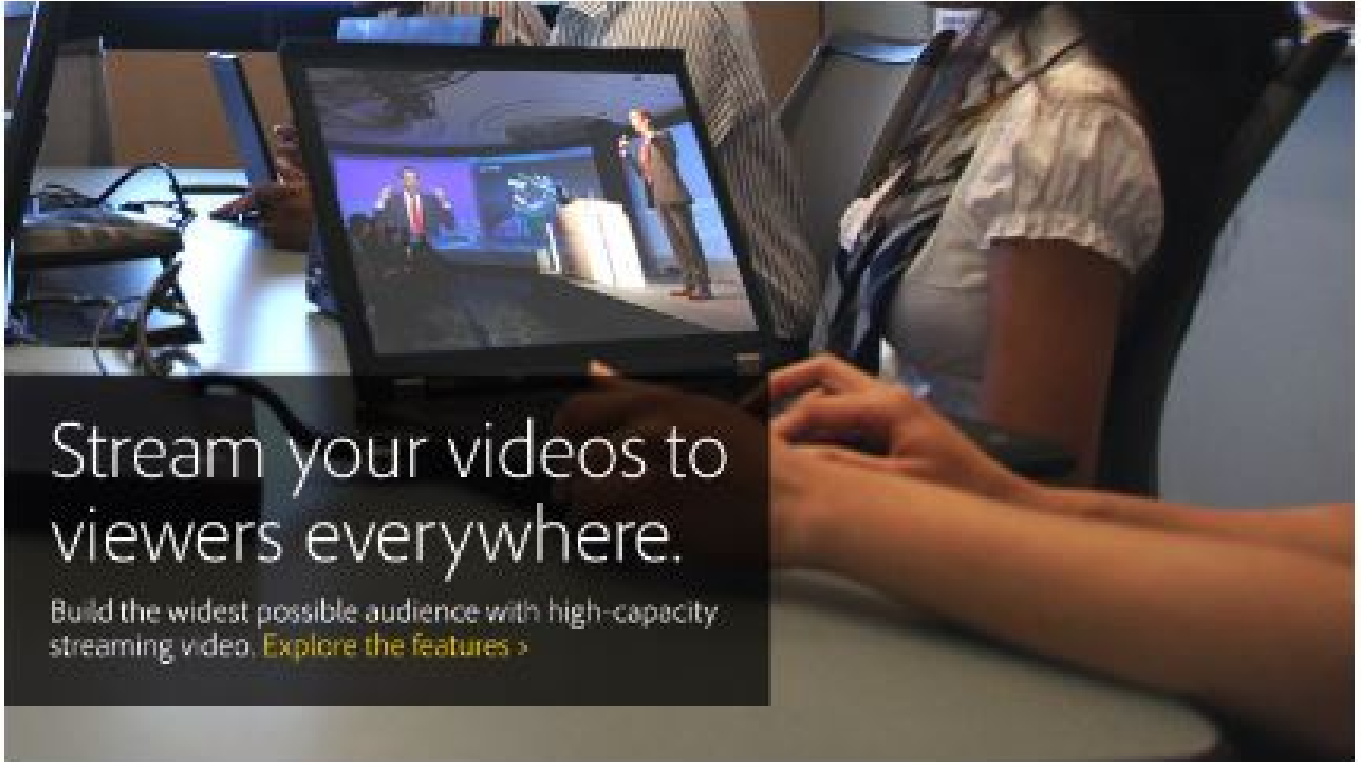 Stream your videos to
viewers everywhere.
Build the widest possible audience with high-capacity
streaming video. Explore the features ›